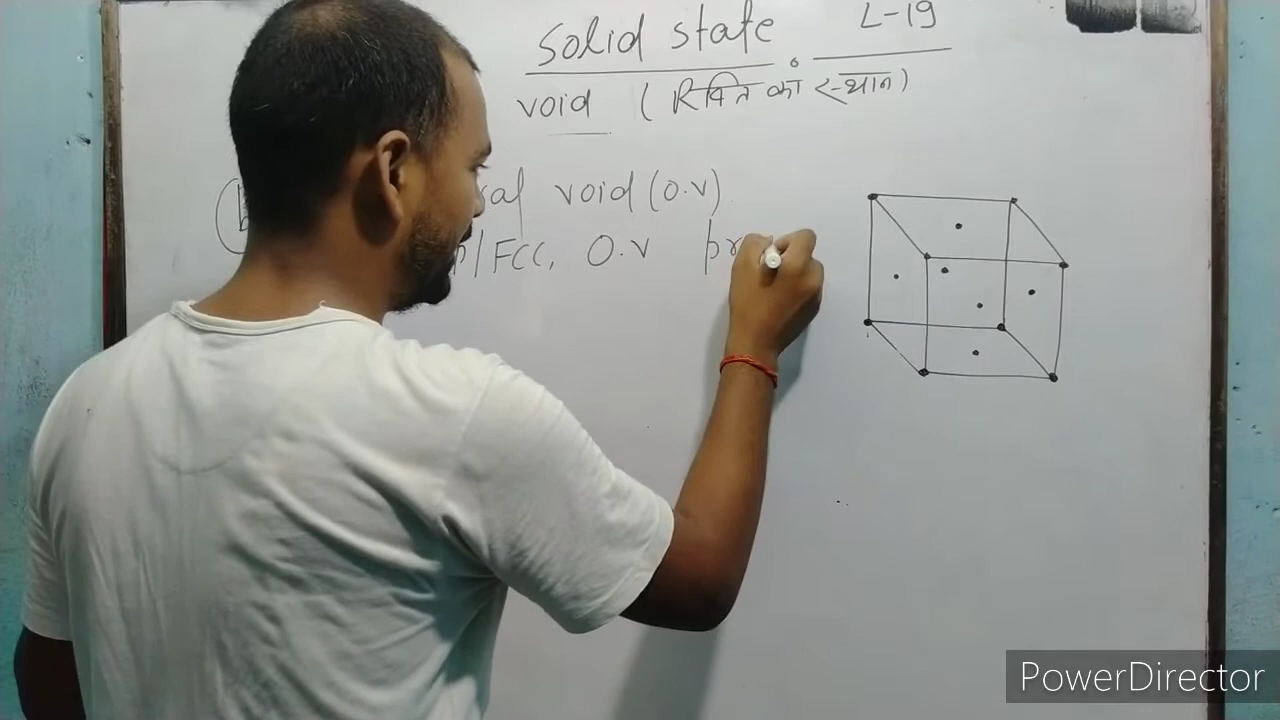 Solid state L-19
void (रिक्ति का स्थान)
void (O.V)
/FCC, O.V
PowerDirector